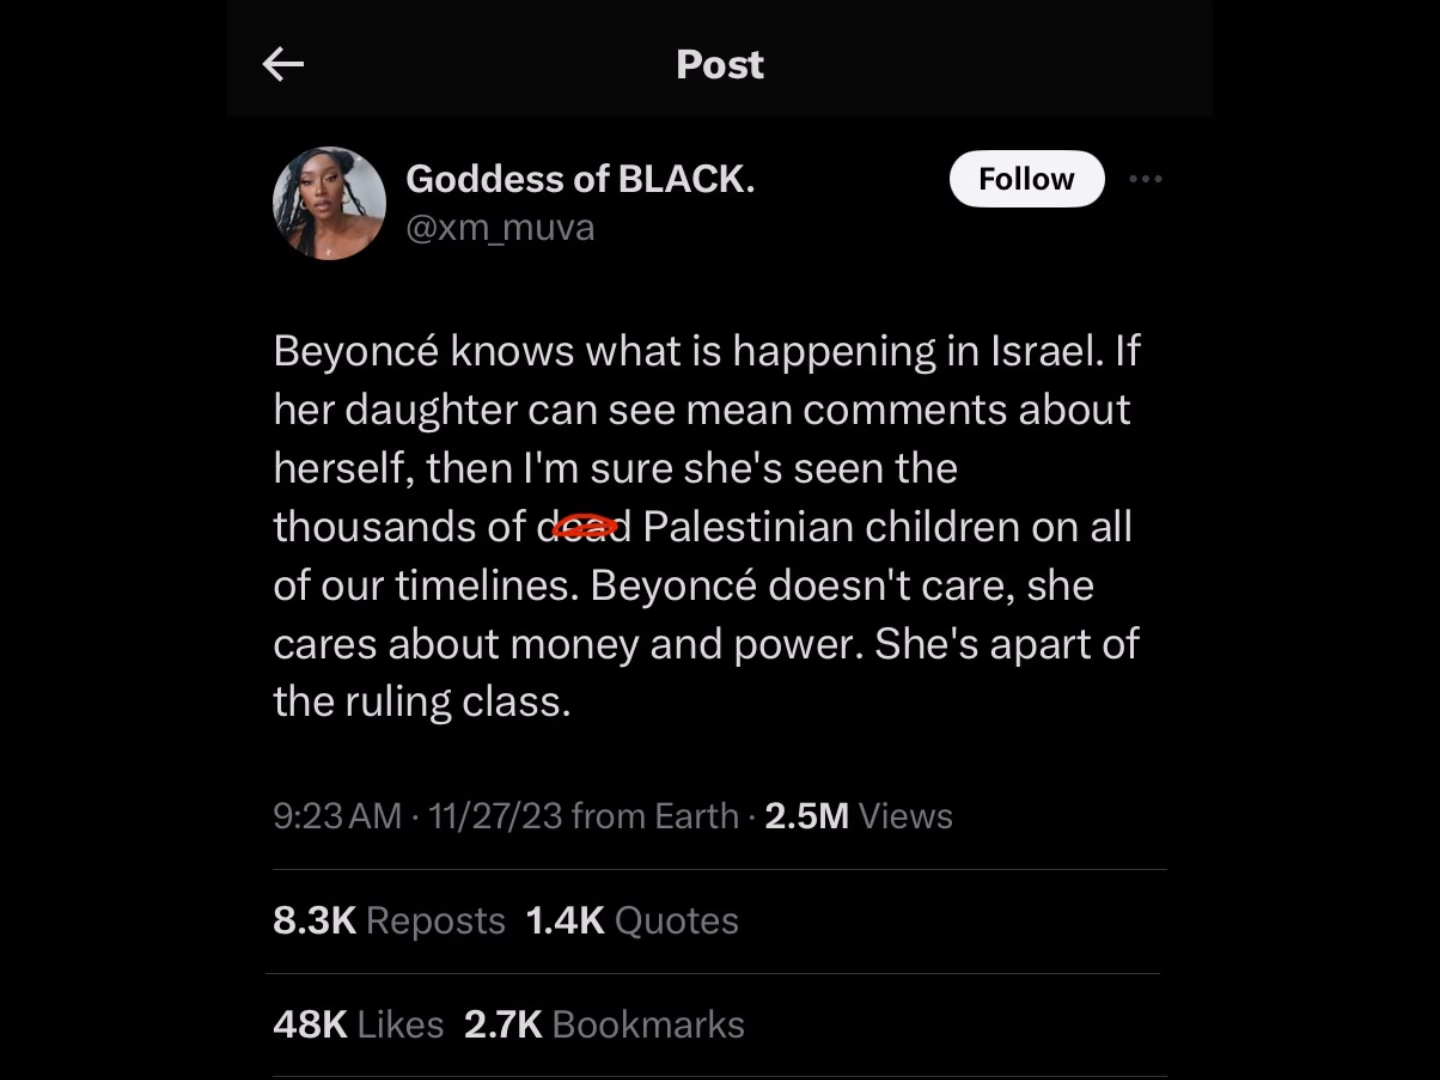 Post
Goddess of BLACK.
Follow
@xm_muva
Beyoncé knows what is happening in Israel. If
her daughter can see mean comments about
herself, then I'm sure she's seen the
thousands of dead Palestinian children on all
of our timelines. Beyoncé doesn't care, she
cares about money and power. She's apart of
the ruling class.
9:23 AM · 11/27/23 from Earth · 2.5M Views
8.3K Reposts 1.4K Quotes
48K Likes 2.7K Bookmarks